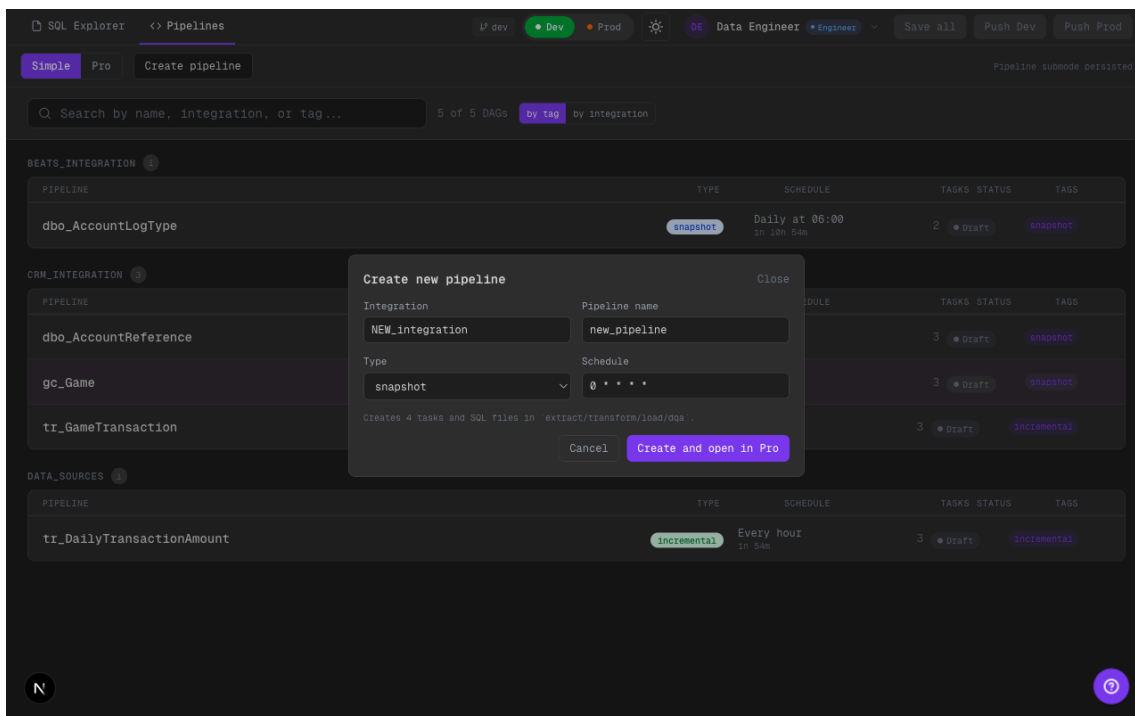 SQL Explorer <> Pipelines dev Dev Prod DE Data Engineer Engineer Save all Push Dev Push Prod
Simple Pro Create pipeline Pipeline submode persisted
Search by name, integration, or tag... 5 of 5 DAGs by tag by integration
BEATS_INTEGRATION 1
PIPELINE TYPE SCHEDULE TASKS STATUS TAGS
dbo_AccountLogType snapshot Daily at 06:00 2 Draft snapshot
in 10h 54m
CRM_INTEGRATION 3
PIPELINE EDULE TASKS STATUS TAGS
dbo_AccountReference 3 Draft snapshot
gc_Game 3 Draft snapshot
tr_GameTransaction 3 Draft incremental
Create new pipeline Close
Integration Pipeline name
NEW_integration new_pipeline
Type Schedule
snapshot 0 * * * *
Creates 4 tasks and SQL files in `extract/transform/load/dqa`.
Cancel Create and open in Pro
DATA_SOURCES 1
PIPELINE TYPE SCHEDULE TASKS STATUS TAGS
tr_DailyTransactionAmount incremental Every hour 3 Draft incremental
in 54m
N
?